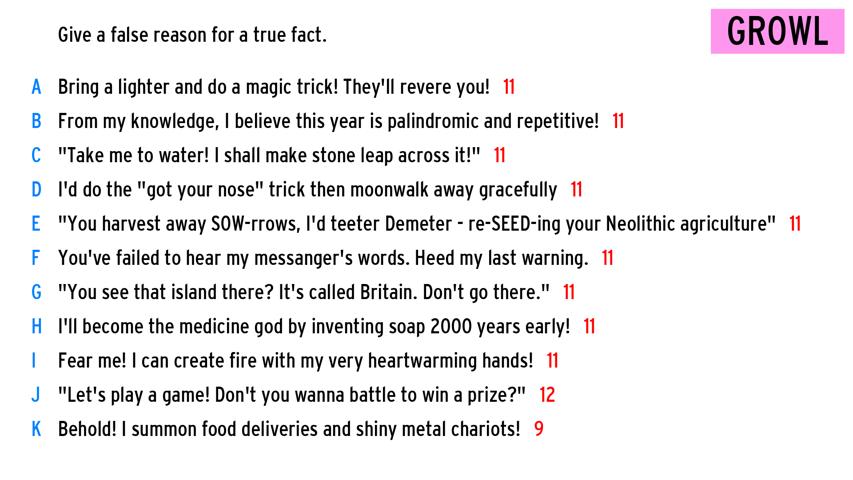 Give a false reason for a true fact.
GROWL
A Bring a lighter and do a magic trick! They'll revere you! 11
B From my knowledge, I believe this year is palindromic and repetitive! 11
C "Take me to water! I shall make stone leap across it!" 11
D I'd do the "got your nose" trick then moonwalk away gracefully 11
E "You harvest away SOW-rrows, I'd teeter Demeter - re-SEED-ing your Neolithic agriculture" 11
F You've failed to hear my messanger's words. Heed my last warning. 11
G "You see that island there? It's called Britain. Don't go there." 11
H I'll become the medicine god by inventing soap 2000 years early! 11
I Fear me! I can create fire with my very heartwarming hands! 11
J "Let's play a game! Don't you wanna battle to win a prize?" 12
K Behold! I summon food deliveries and shiny metal chariots! 9